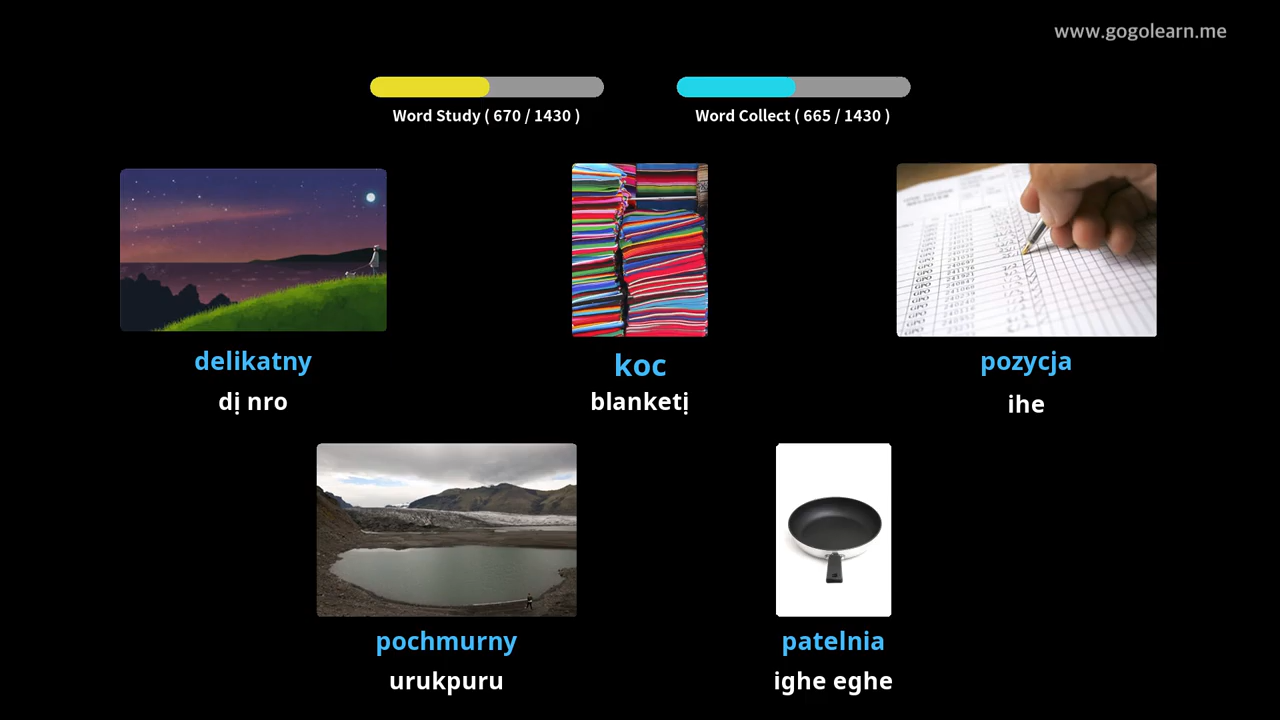 www.gogolearn.me
Word Study ( 670 / 1430 )
Word Collect ( 665 / 1430 )
delikatny
dị nro
koc
blanketị
pozycja
ihe
pochmurny
urukpuru
patelnia
ighe eghe